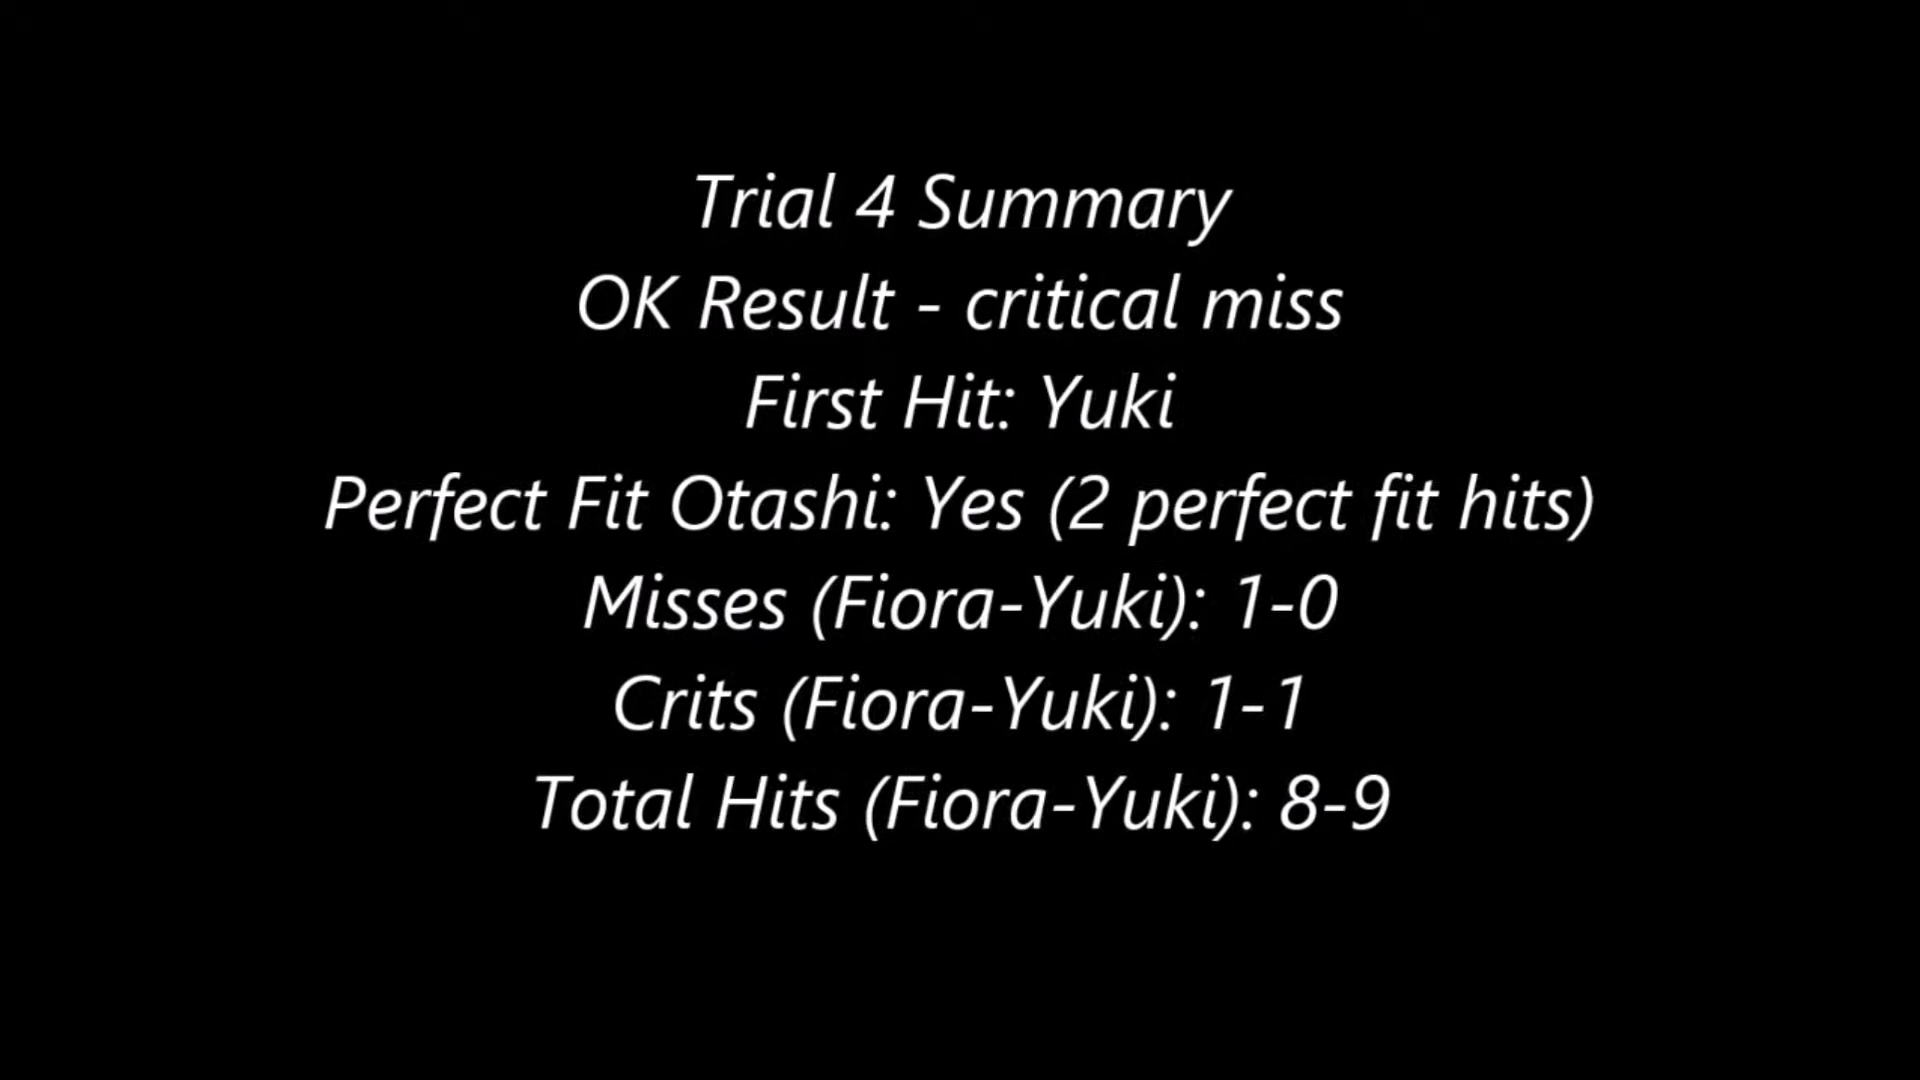 Trial 4 Summary
OK Result - critical miss
First Hit: Yuki
Perfect Fit Otashi: Yes (2 perfect fit hits)
Misses (Fiora-Yuki): 1-0
Crits (Fiora-Yuki): 1-1
Total Hits (Fiora-Yuki): 8-9